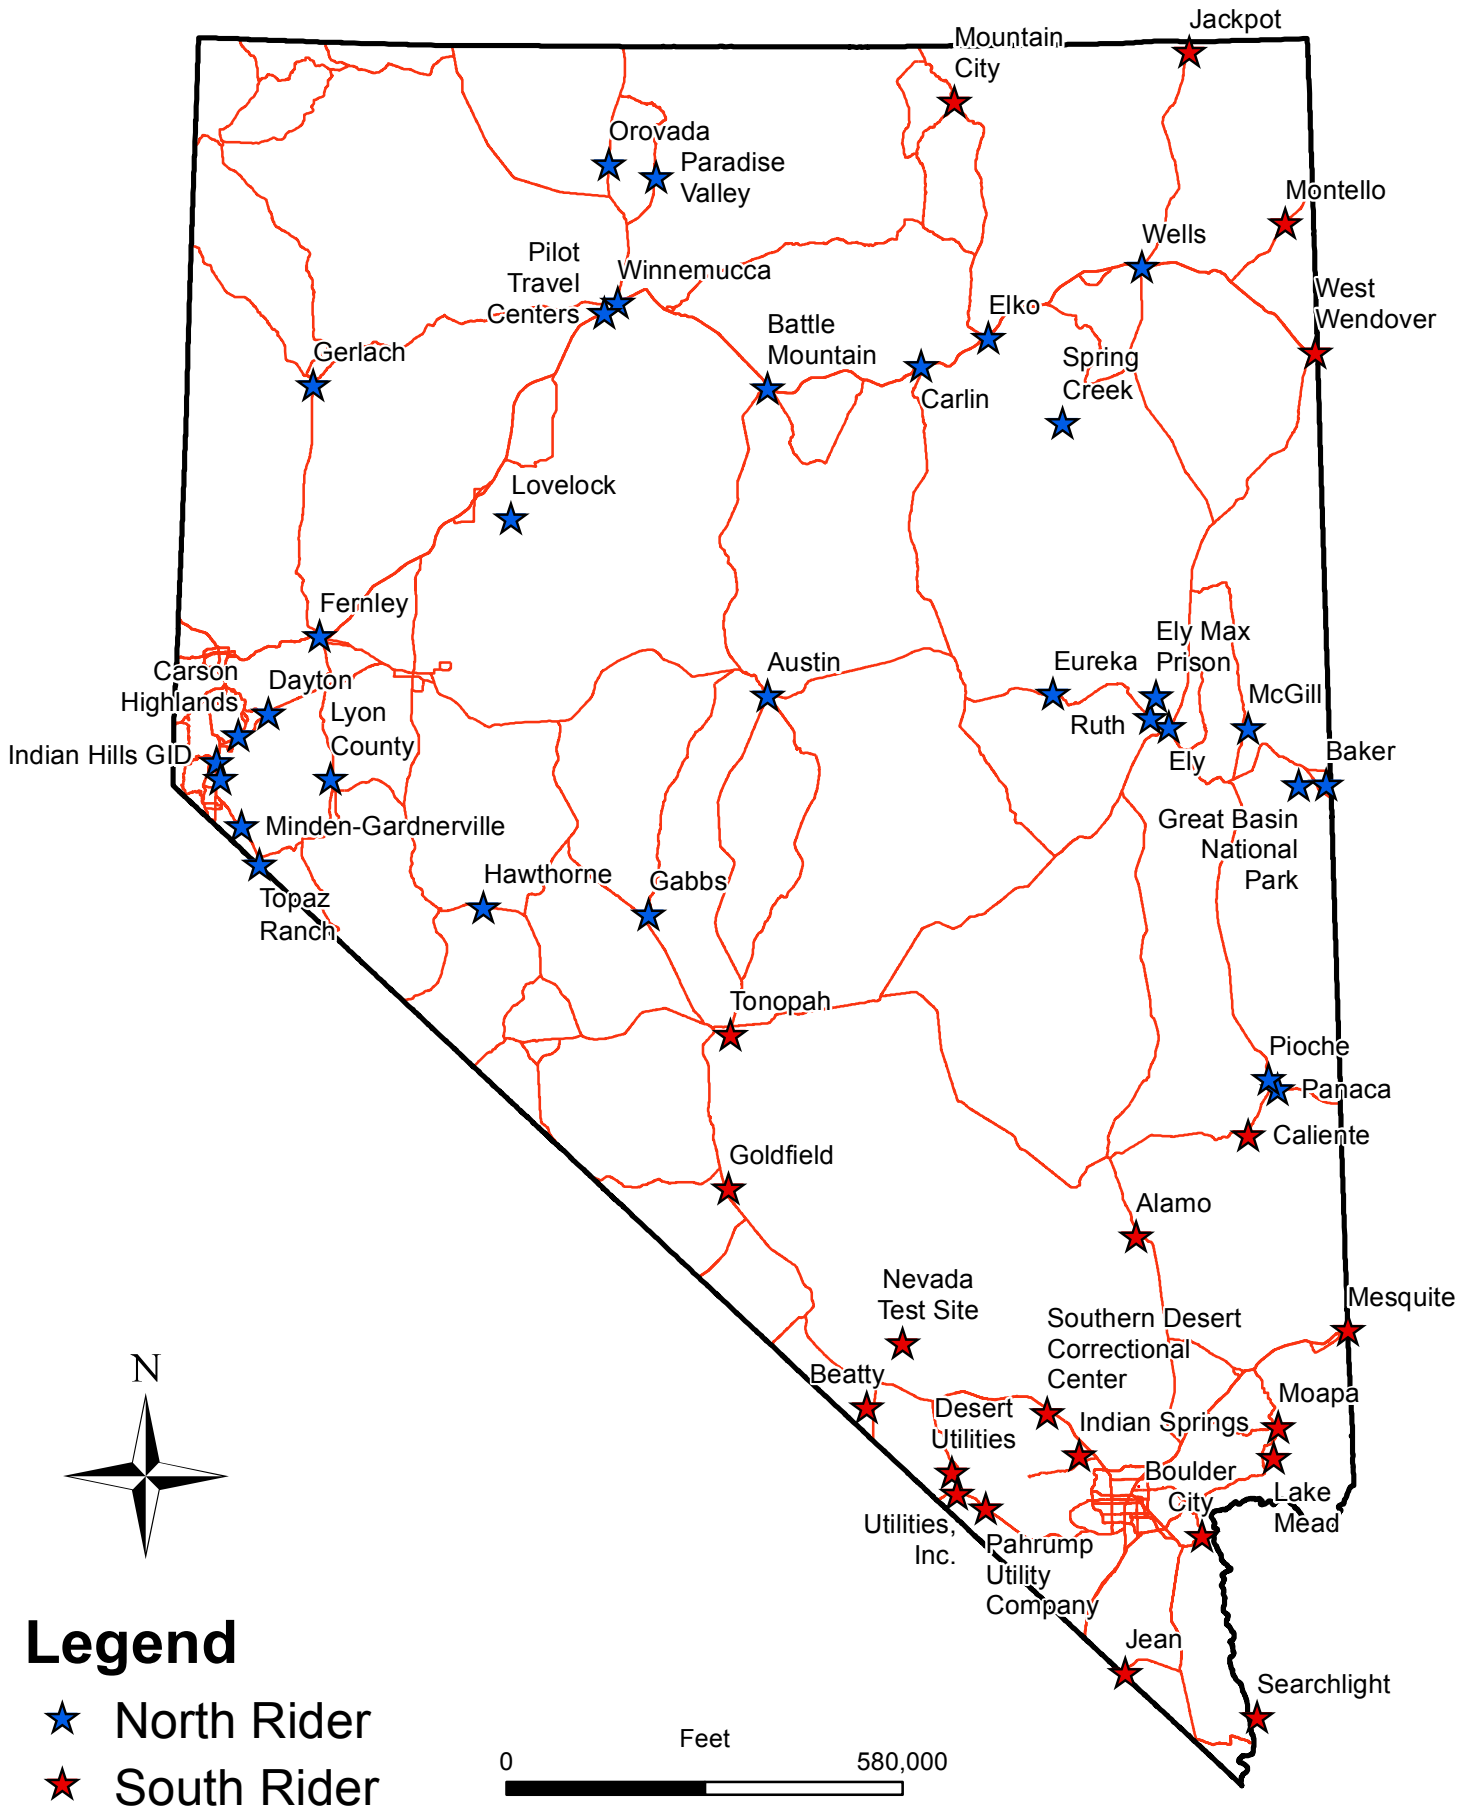 Jackpot
Mountain
City
Orovada
Paradise
Valley
Montello
Wells
Pilot
Travel
Centers
Winnemucca
West
Wendover
Elko
Battle
Mountain
Gerlach
Spring
Creek
Carlin
Lovelock
Fernley
Ely Max
Prison
Austin
Eureka
Carson
Highlands
Dayton
McGill
Lyon
County
Ruth
Indian Hills GID
Ely
Baker
Great Basin
National
Park
Minden-Gardnerville
Hawthorne
Gabbs
Topaz
Ranch
Tonopah
Pioche
Panaca
Caliente
Goldfield
Alamo
Nevada
Test Site
Mesquite
Southern Desert
Correctional
Center
Beatty
Moapa
Desert
Utilities
Indian Springs
Boulder
City
Lake
Mead
Utilities,
Inc.
Pahrump
Utility
Company
Jean
Searchlight
N
Legend
North Rider
South Rider
Feet
0
580,000